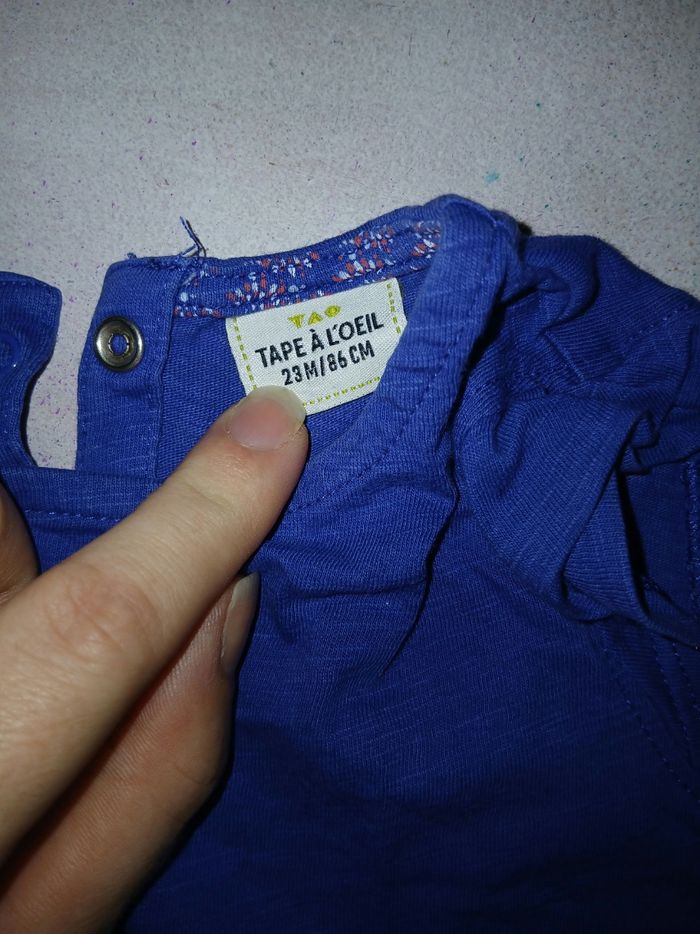 TAO
TAPE À L'OEIL
23M/86CM